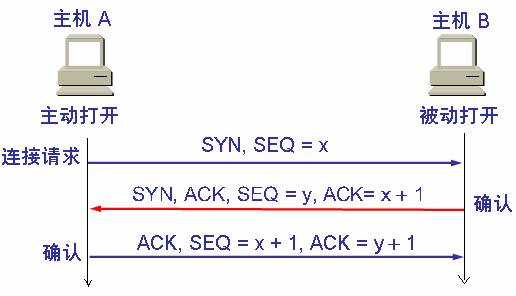 主机 A
主机 B
主动打开
被动打开
连接请求
SYN, SEQ = x
SYN, ACK, SEQ = y, ACK= x + 1
确认
确认
ACK, SEQ = x + 1, ACK = y + 1